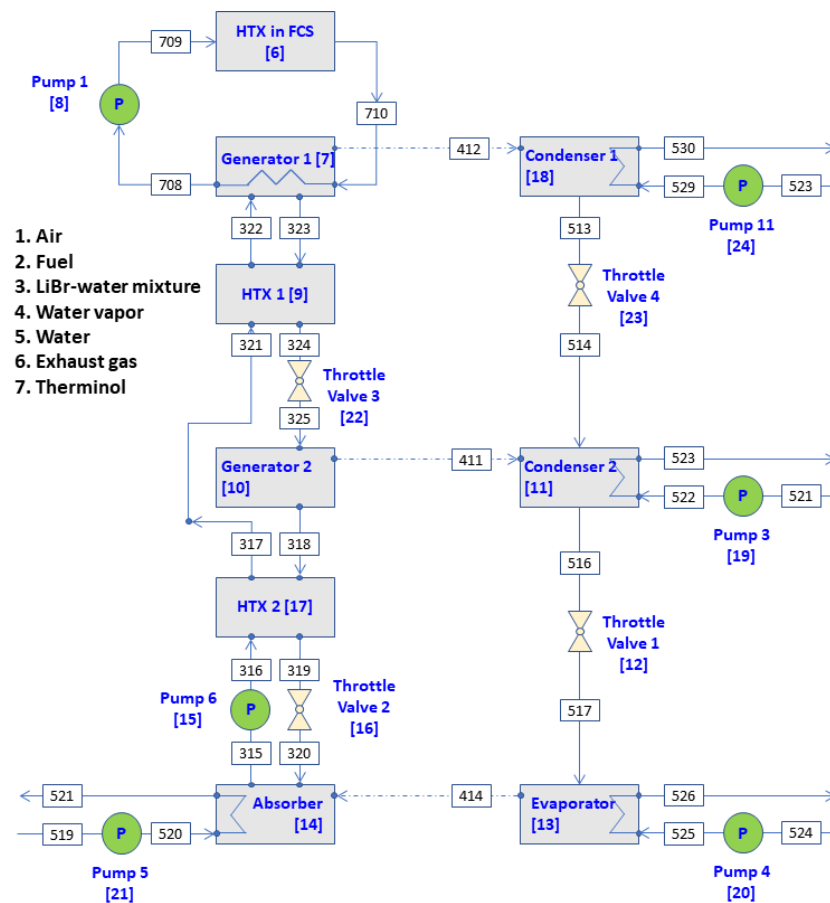 709
HTX in FCS
[6]
Pump 1
[8]
P
710
708
Generator 1 [7]
412
Condenser 1
[18]
530
529
P
523
Pump 11
[24]
322
323
513
1. Air
2. Fuel
3. LiBr-water mixture
4. Water vapor
5. Water
6. Exhaust gas
7. Therminol
HTX 1 [9]
Throttle
Valve 4
[23]
321
324
514
Throttle
Valve 3
[22]
325
Generator 2
[10]
411
Condenser 2
[11]
523
522
P
521
Pump 3
[19]
317
318
516
HTX 2 [17]
Throttle
Valve 1
[12]
316
319
Pump 6
[15]
P
Throttle
Valve 2
[16]
517
315
320
521
519
P
520
Pump 5
[21]
Absorber
[14]
414
Evaporator
[13]
526
525
P
524
Pump 4
[20]